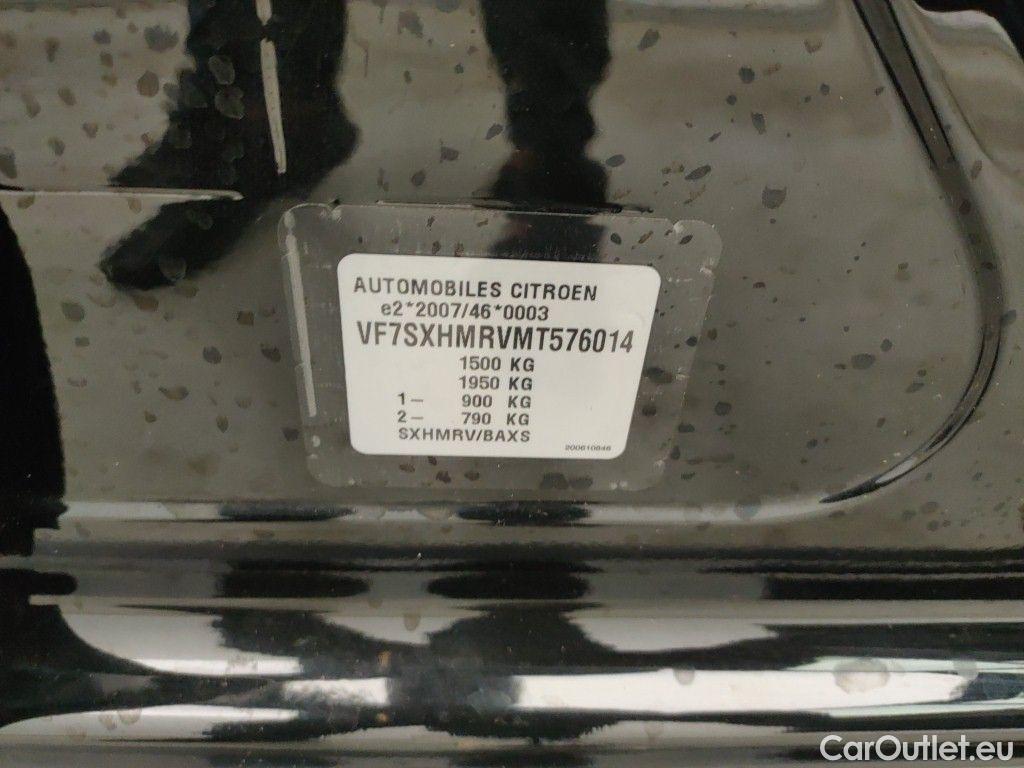 AUTOMOBILES CITROEN
e2*2007/46*0003
VF7SXHMRVMT576014
1500 KG
1950 KG
1– 900 KG
2– 790 KG
SXHMRV/BAXS
200610846
CarOutlet.eu